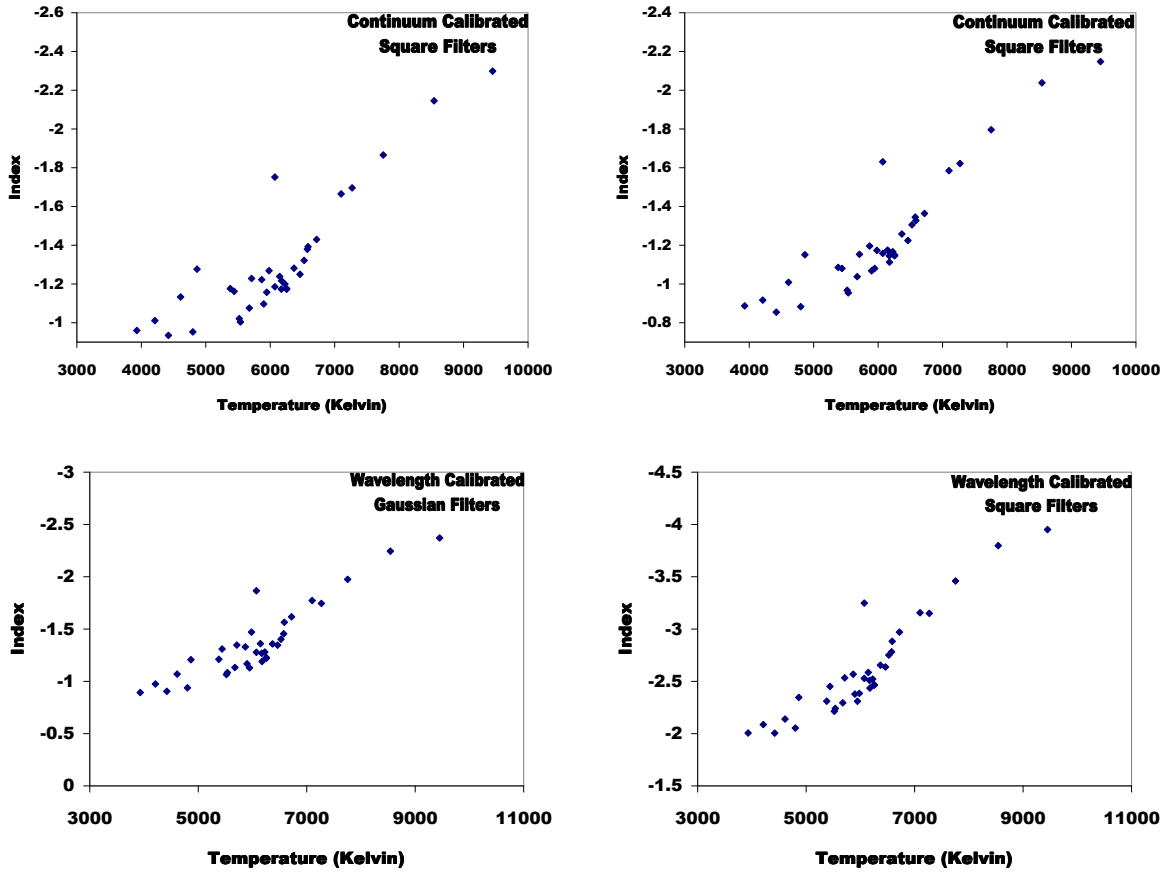 Continuum Calibrated
Square Filters
-2.6
-2.4
-2.2
-2
-1.8
-1.6
-1.4
-1.2
-1
Index
3000 4000 5000 6000 7000 8000 9000 10000
Temperature (Kelvin)
Continuum Calibrated
Square Filters
-2.4
-2.2
-2
-1.8
-1.6
-1.4
-1.2
-1
-0.8
Index
3000 4000 5000 6000 7000 8000 9000 10000
Temperature (Kelvin)
Wavelength Calibrated
Gaussian Filters
-3
-2.5
-2
-1.5
-1
-0.5
0
Index
3000 5000 7000 9000 11000
Temperature (Kelvin)
Wavelength Calibrated
Square Filters
-4.5
-4
-3.5
-3
-2.5
-2
-1.5
Index
3000 5000 7000 9000 11000
Temperature (Kelvin)